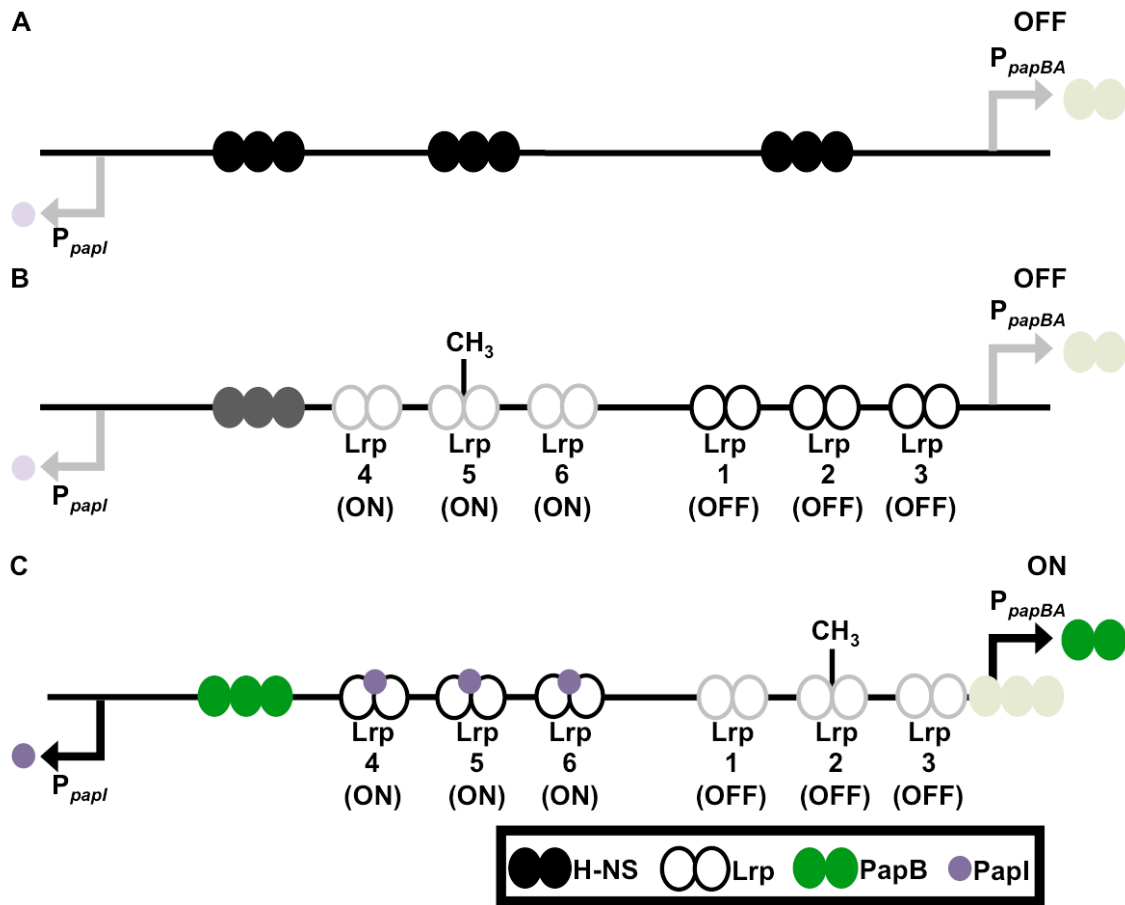 A
OFF
P papBA
P papI
B
OFF
P papBA
CH3
P papI
Lrp Lrp Lrp Lrp Lrp Lrp
4 5 6 1 2 3
(ON) (ON) (ON) (OFF) (OFF) (OFF)
C
ON
P papBA
CH3
P papI
Lrp Lrp Lrp Lrp Lrp Lrp
4 5 6 1 2 3
(ON) (ON) (ON) (OFF) (OFF) (OFF)
H-NS Lrp PapB PapI